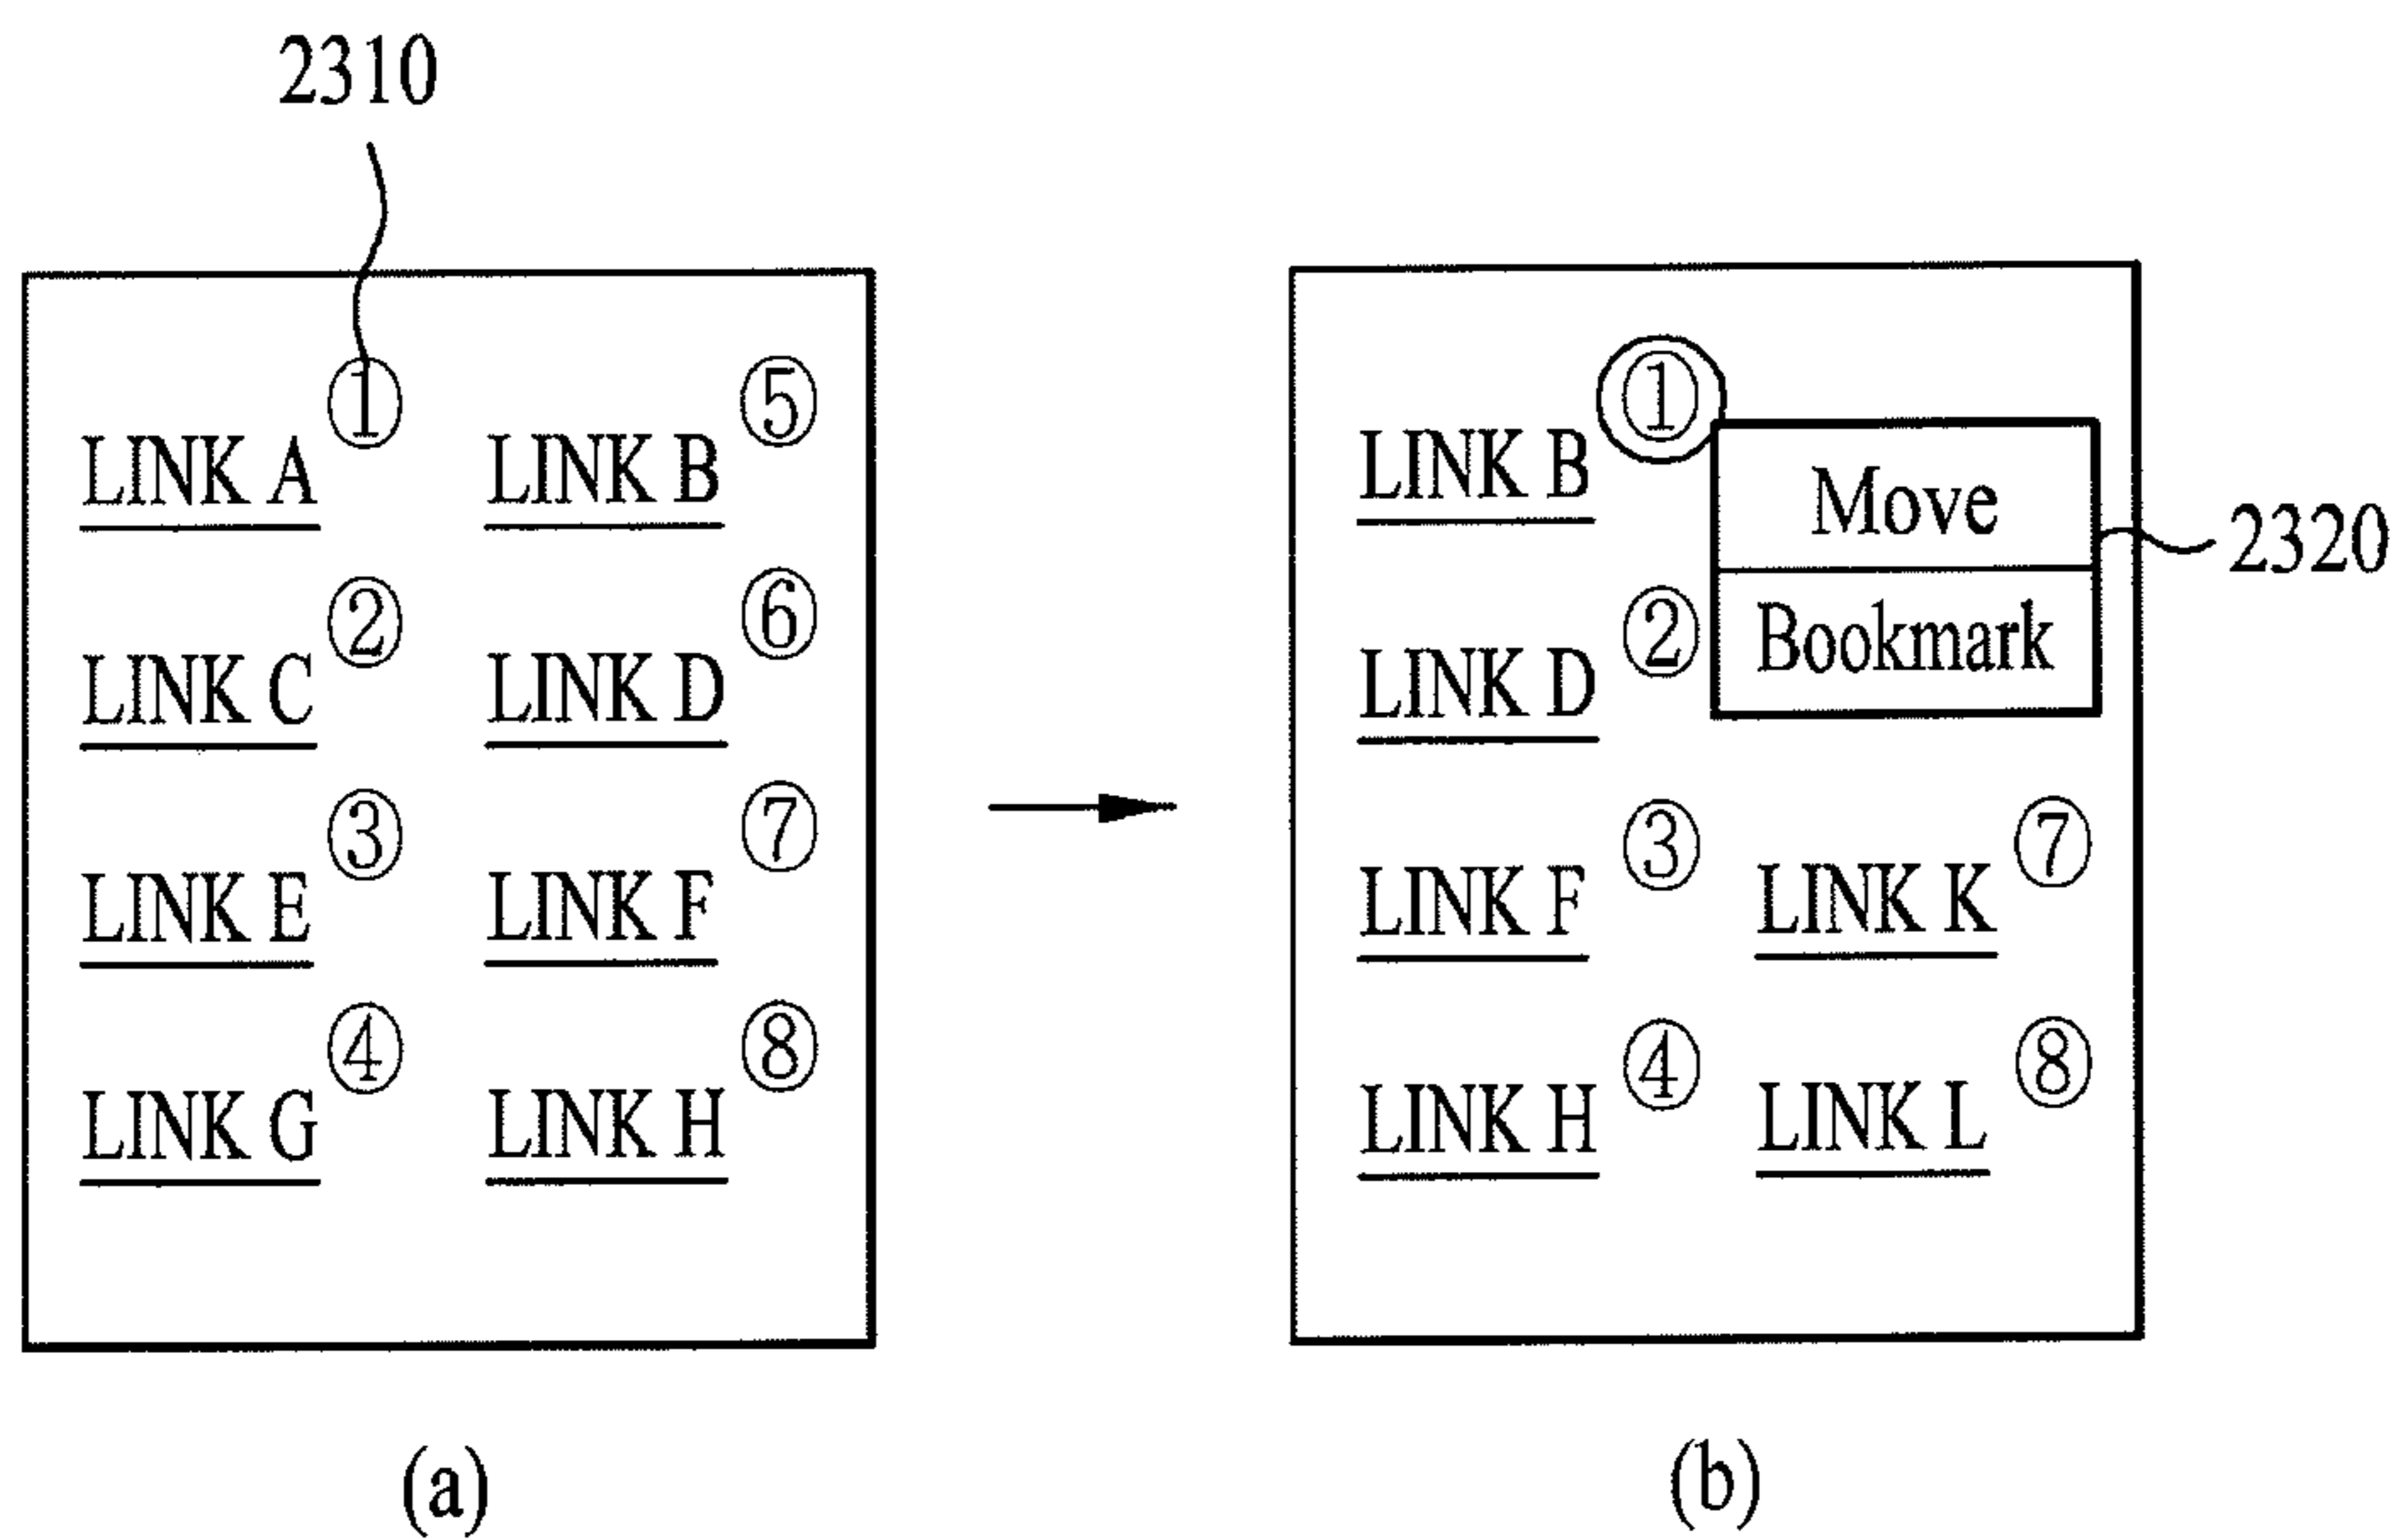 2310
① ⑤
LINK A LINK B
② ⑥
LINK C LINK D
③ ⑦
LINK E LINK F
④ ⑧
LINK G LINK H
(a)
①
LINK B
Move
2320
②
Bookmark
LINK D
③ ⑦
LINK F LINK K
④ ⑧
LINK H LINK L
(b)